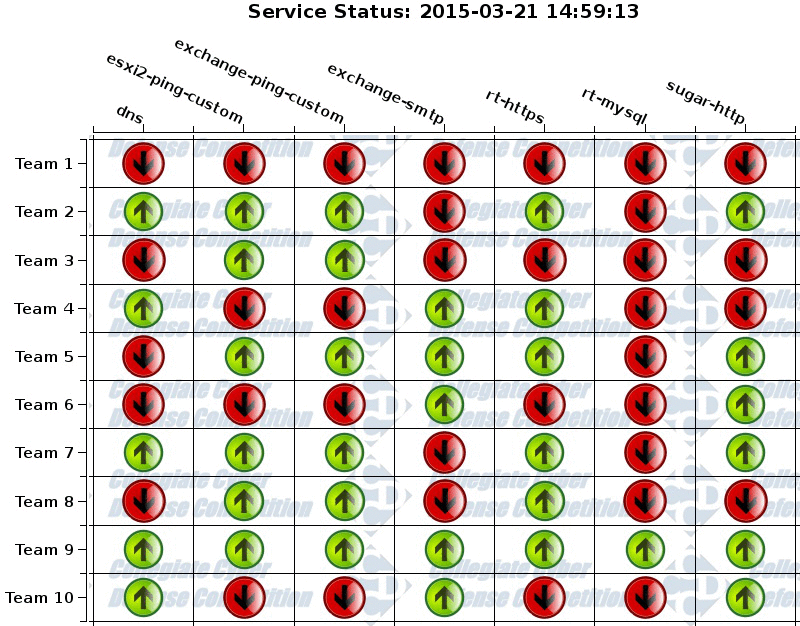 Service Status: 2015-03-21 14:59:13
dns
esxi2-ping-custom
exchange-ping-custom
exchange-smtp
rt-https
rt-mysql
sugar-http
Team 1
Team 2
Team 3
Team 4
Team 5
Team 6
Team 7
Team 8
Team 9
Team 10
Collegiate Cyber
Defense Competition